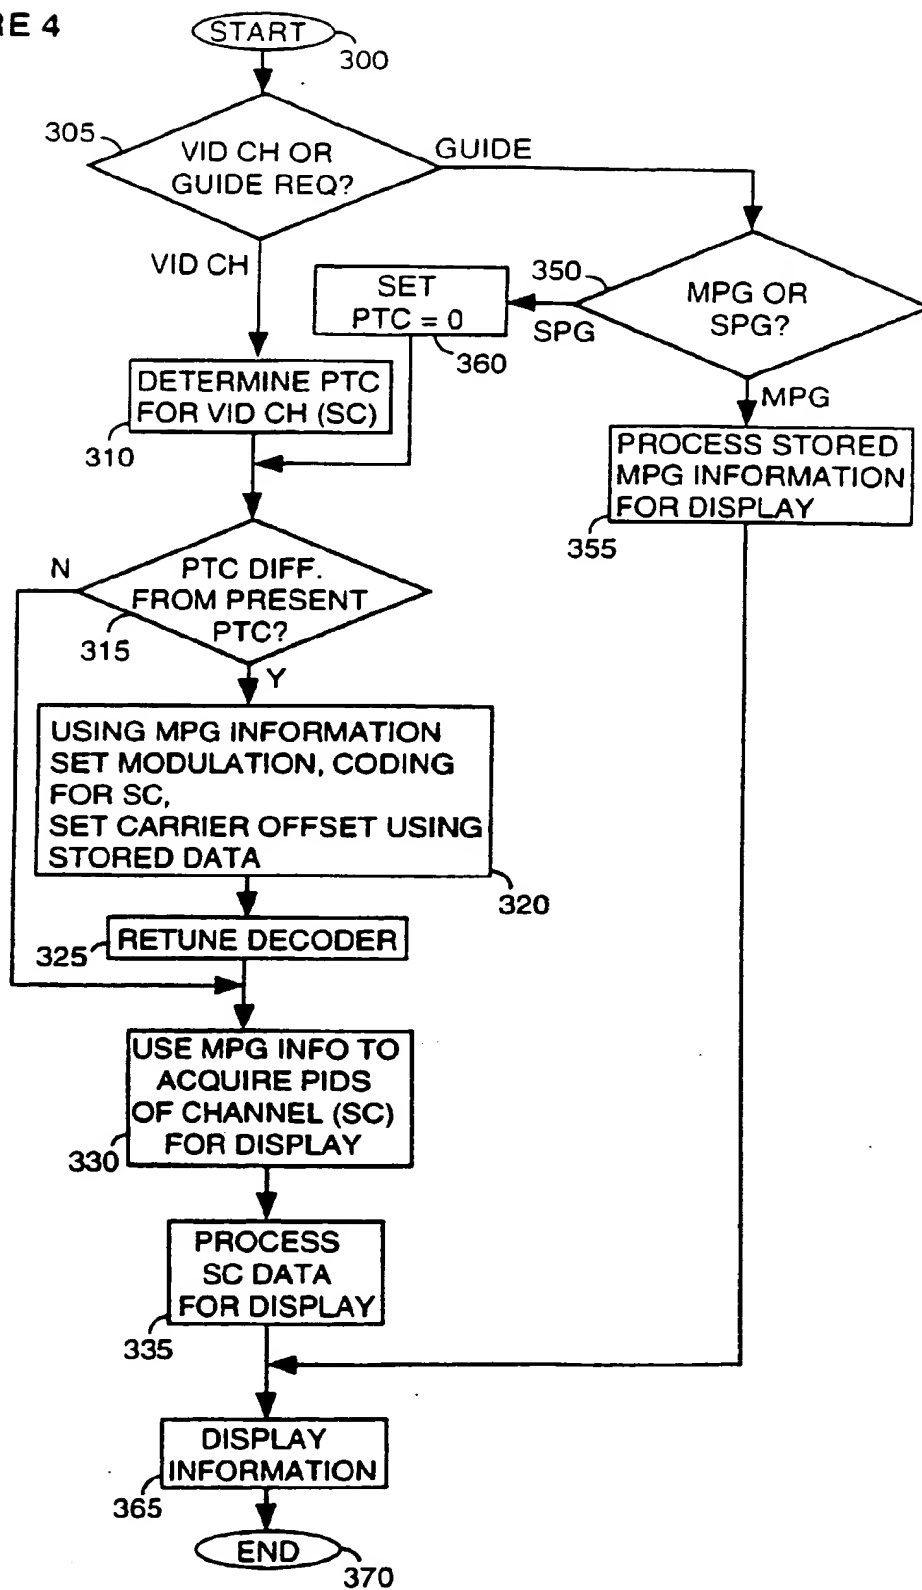 RE 4
START
300
305
VID CH OR
GUIDE REQ?
GUIDE
VID CH
350
MPG OR
SPG?
SPG
SET
PTC = 0
360
MPG
DETERMINE PTC
FOR VID CH (SC)
310
PROCESS STORED
MPG INFORMATION
FOR DISPLAY
355
N
PTC DIFF.
FROM PRESENT
PTC?
315
Y
USING MPG INFORMATION
SET MODULATION, CODING
FOR SC,
SET CARRIER OFFSET USING
STORED DATA
320
325
RETUNE DECODER
USE MPG INFO TO
ACQUIRE PIDS
OF CHANNEL (SC)
FOR DISPLAY
330
PROCESS
SC DATA
FOR DISPLAY
335
DISPLAY
INFORMATION
365
END
370